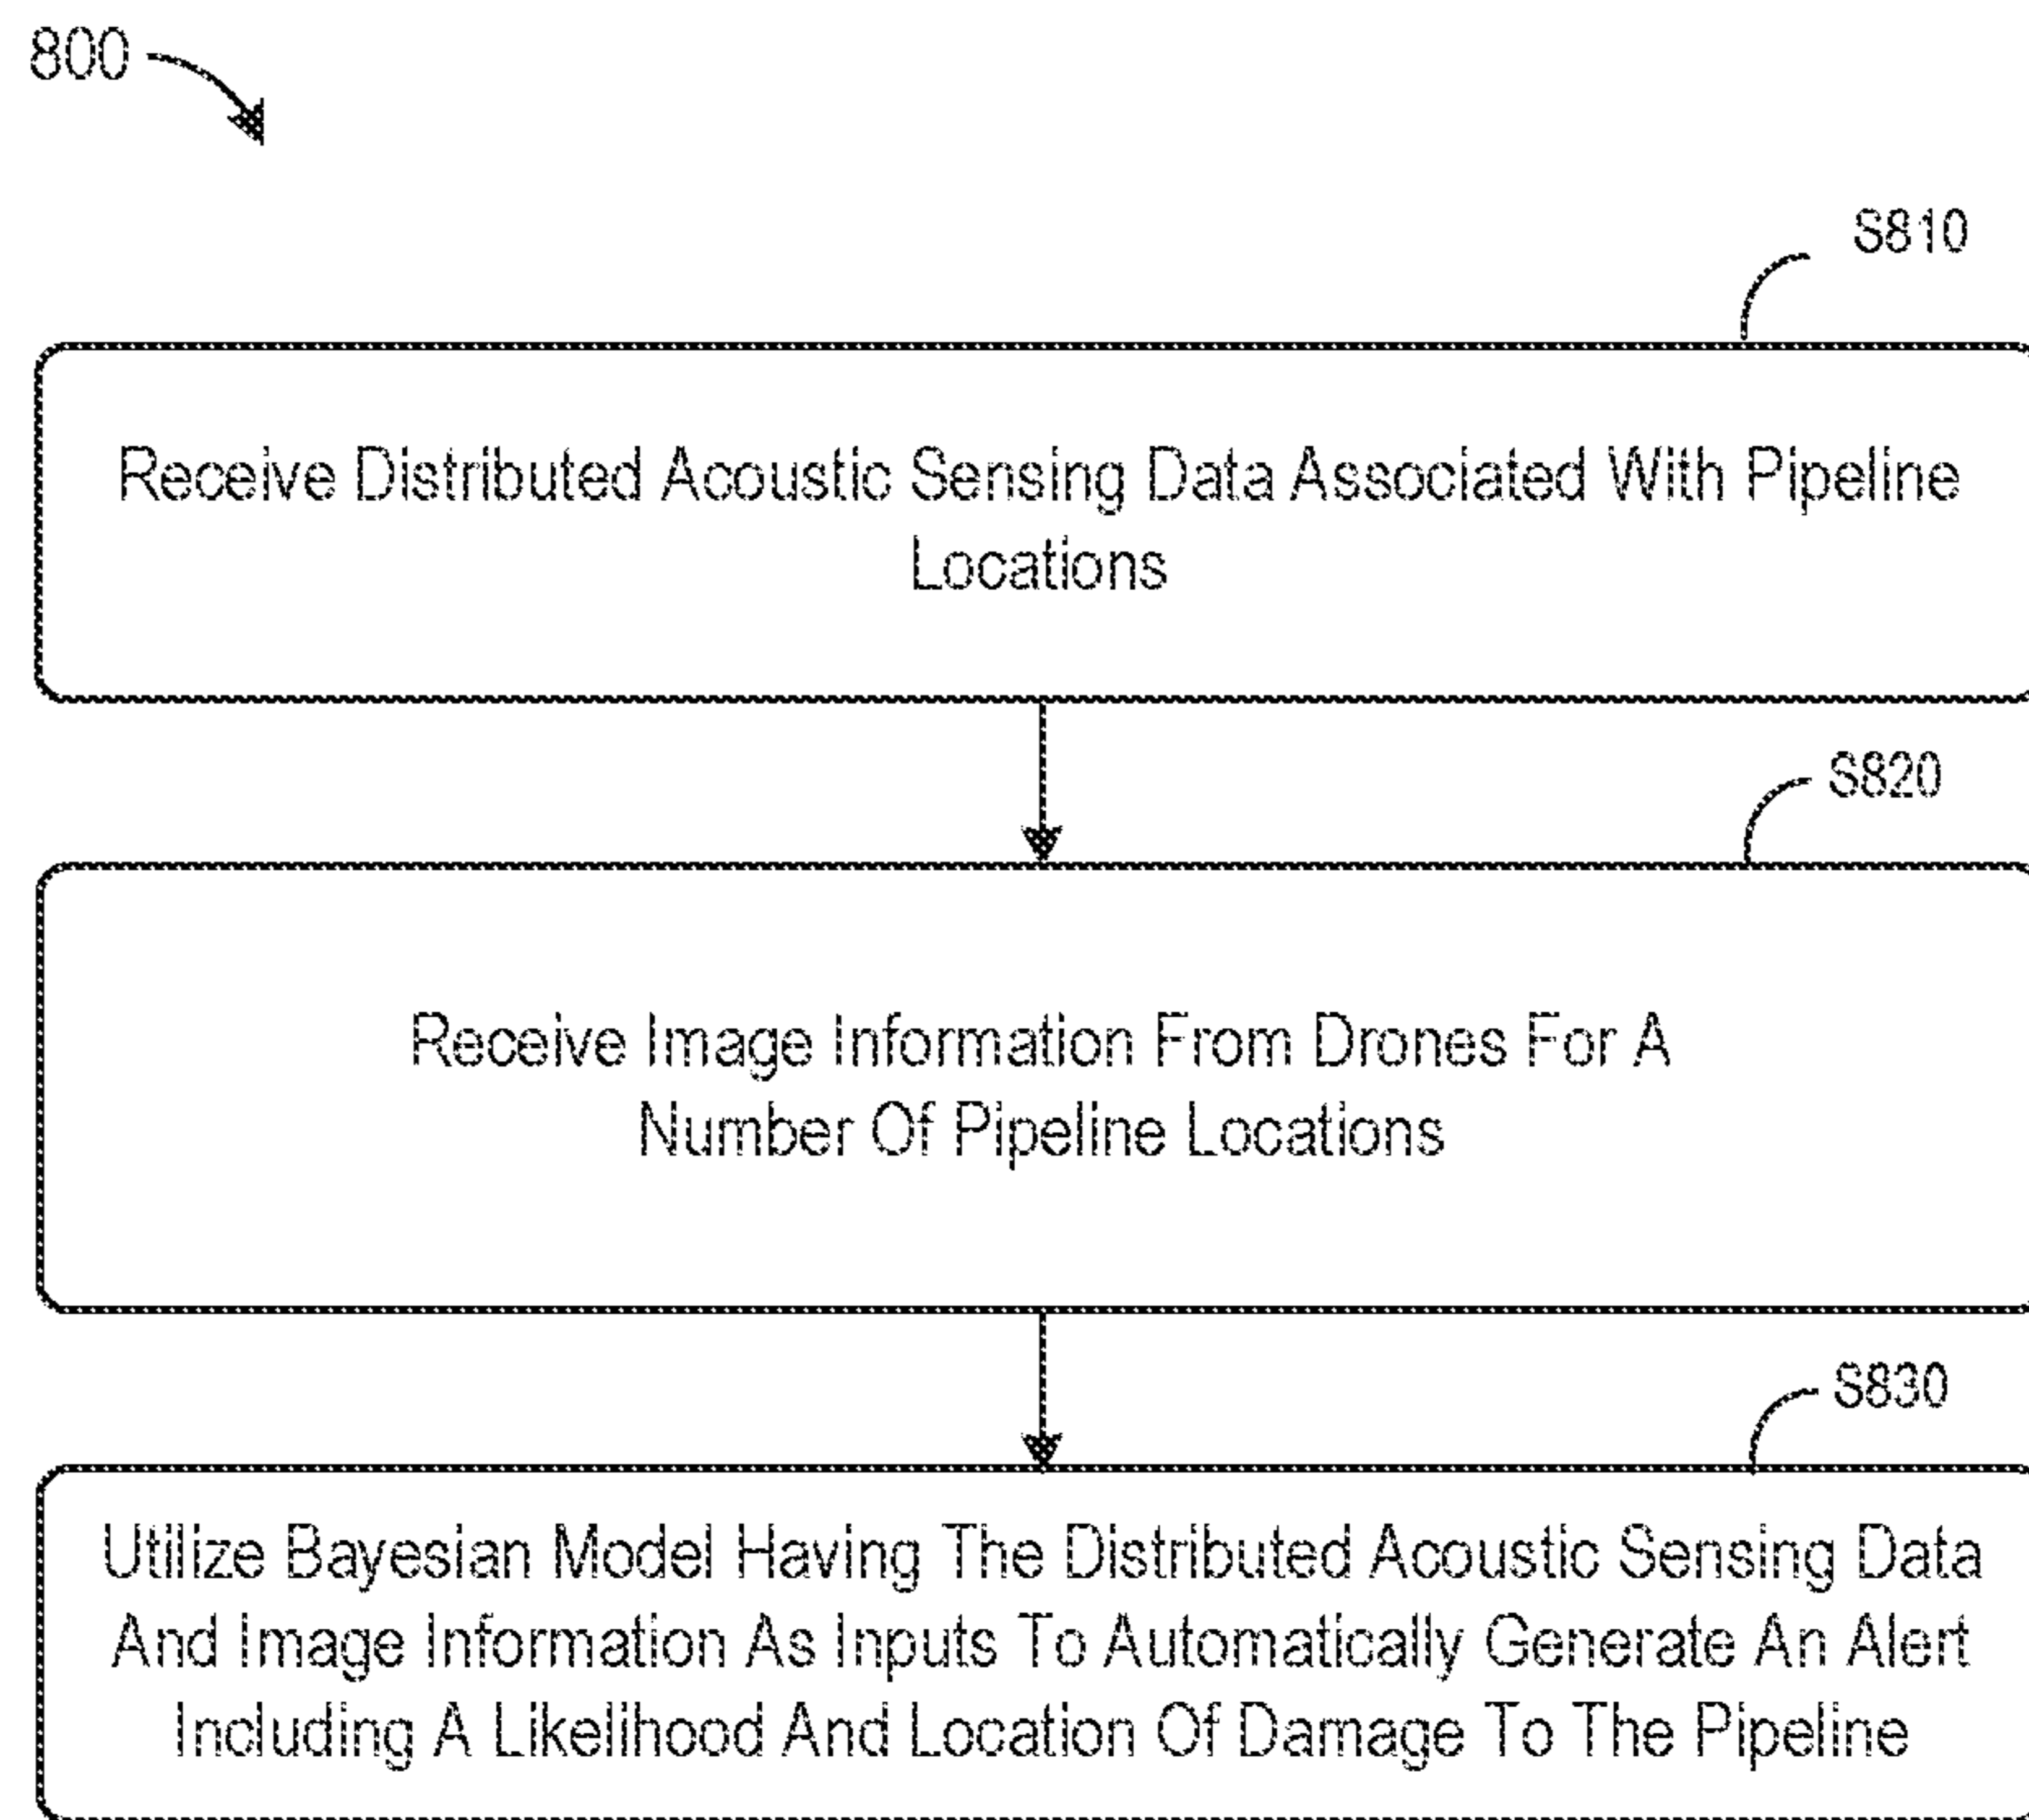 800
S810
Receive Distributed Acoustic Sensing Data Associated With Pipeline
Locations
S820
Receive Image Information From Drones For A
Number Of Pipeline Locations
S830
Utilize Bayesian Model Having The Distributed Acoustic Sensing Data
And Image Information As Inputs To Automatically Generate An Alert
Including A Likelihood And Location Of Damage To The Pipeline